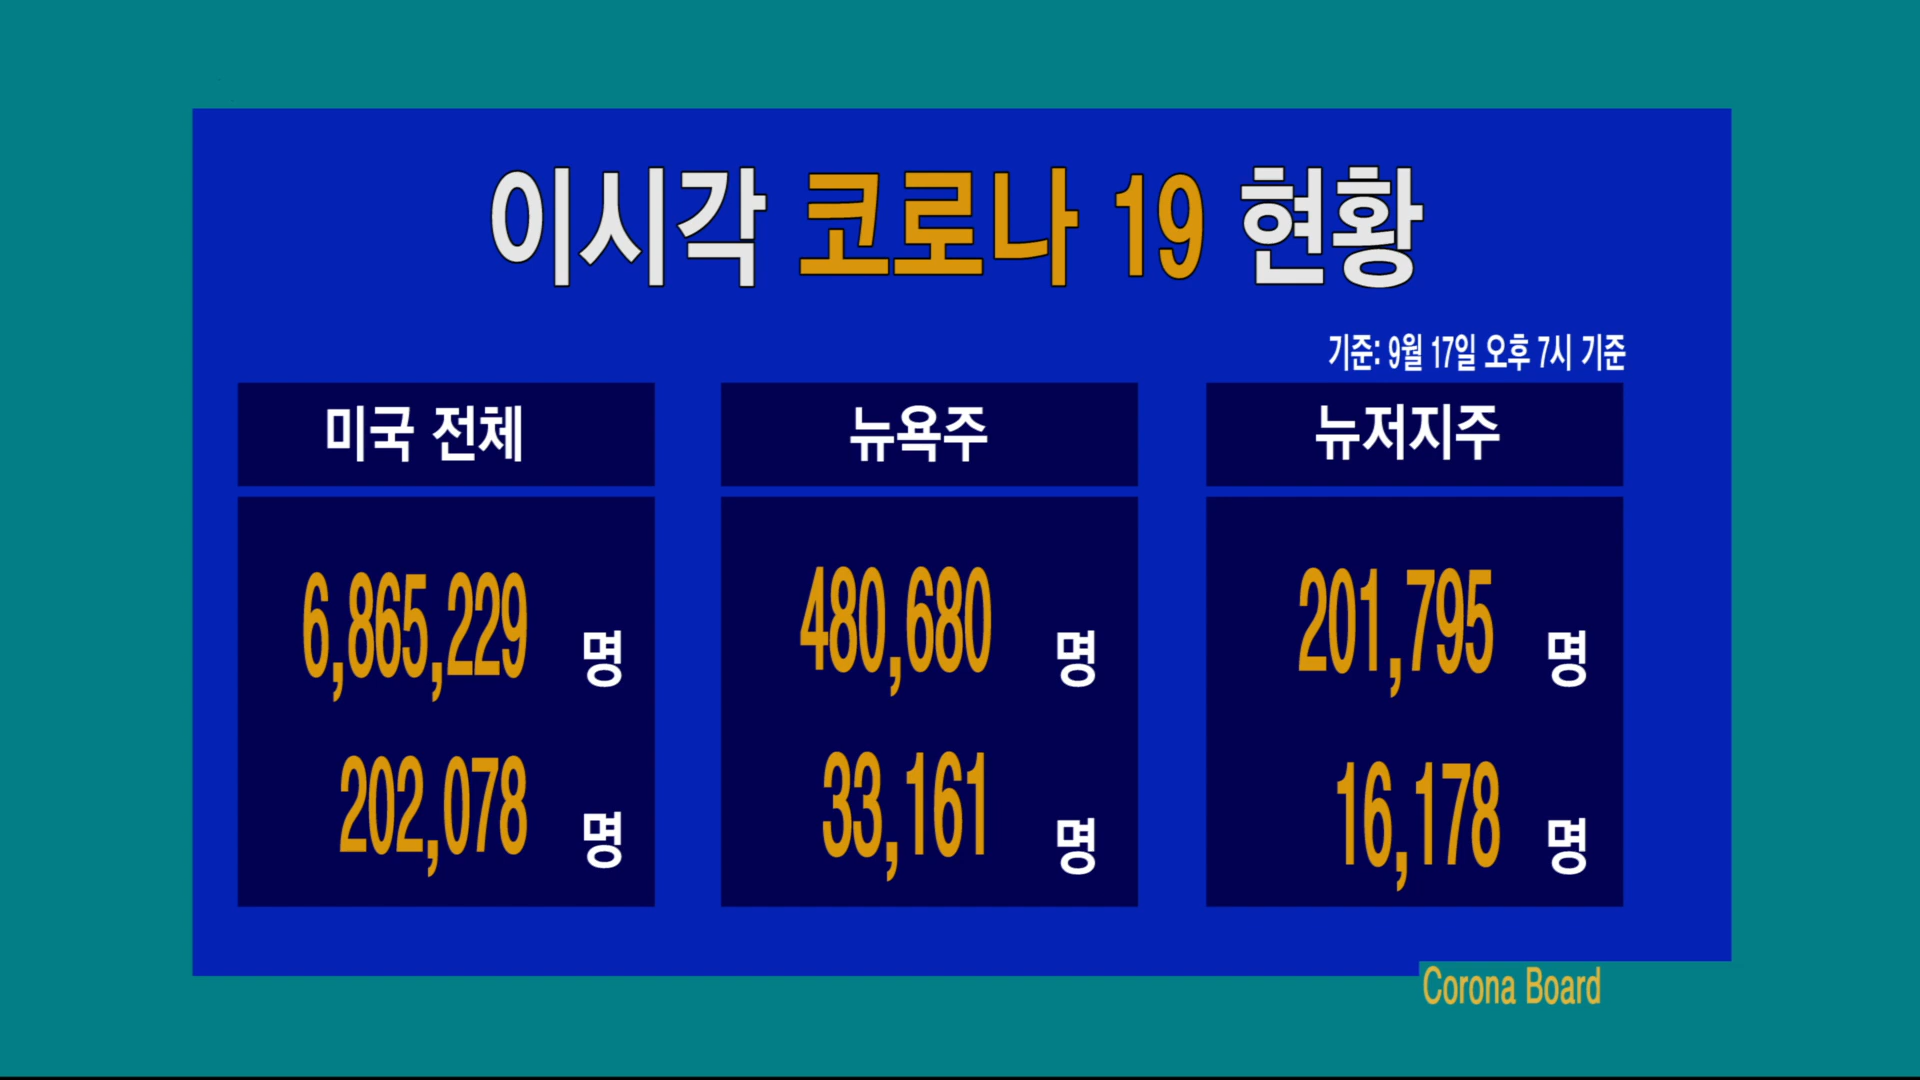 이시각 코로나 19 현황
기준: 9월 17일 오후 7시 기준
미국 전체
6,865,229 명
202,078 명
뉴욕주
480,680 명
33,161 명
뉴저지주
201,795 명
16,178 명
Corona Board